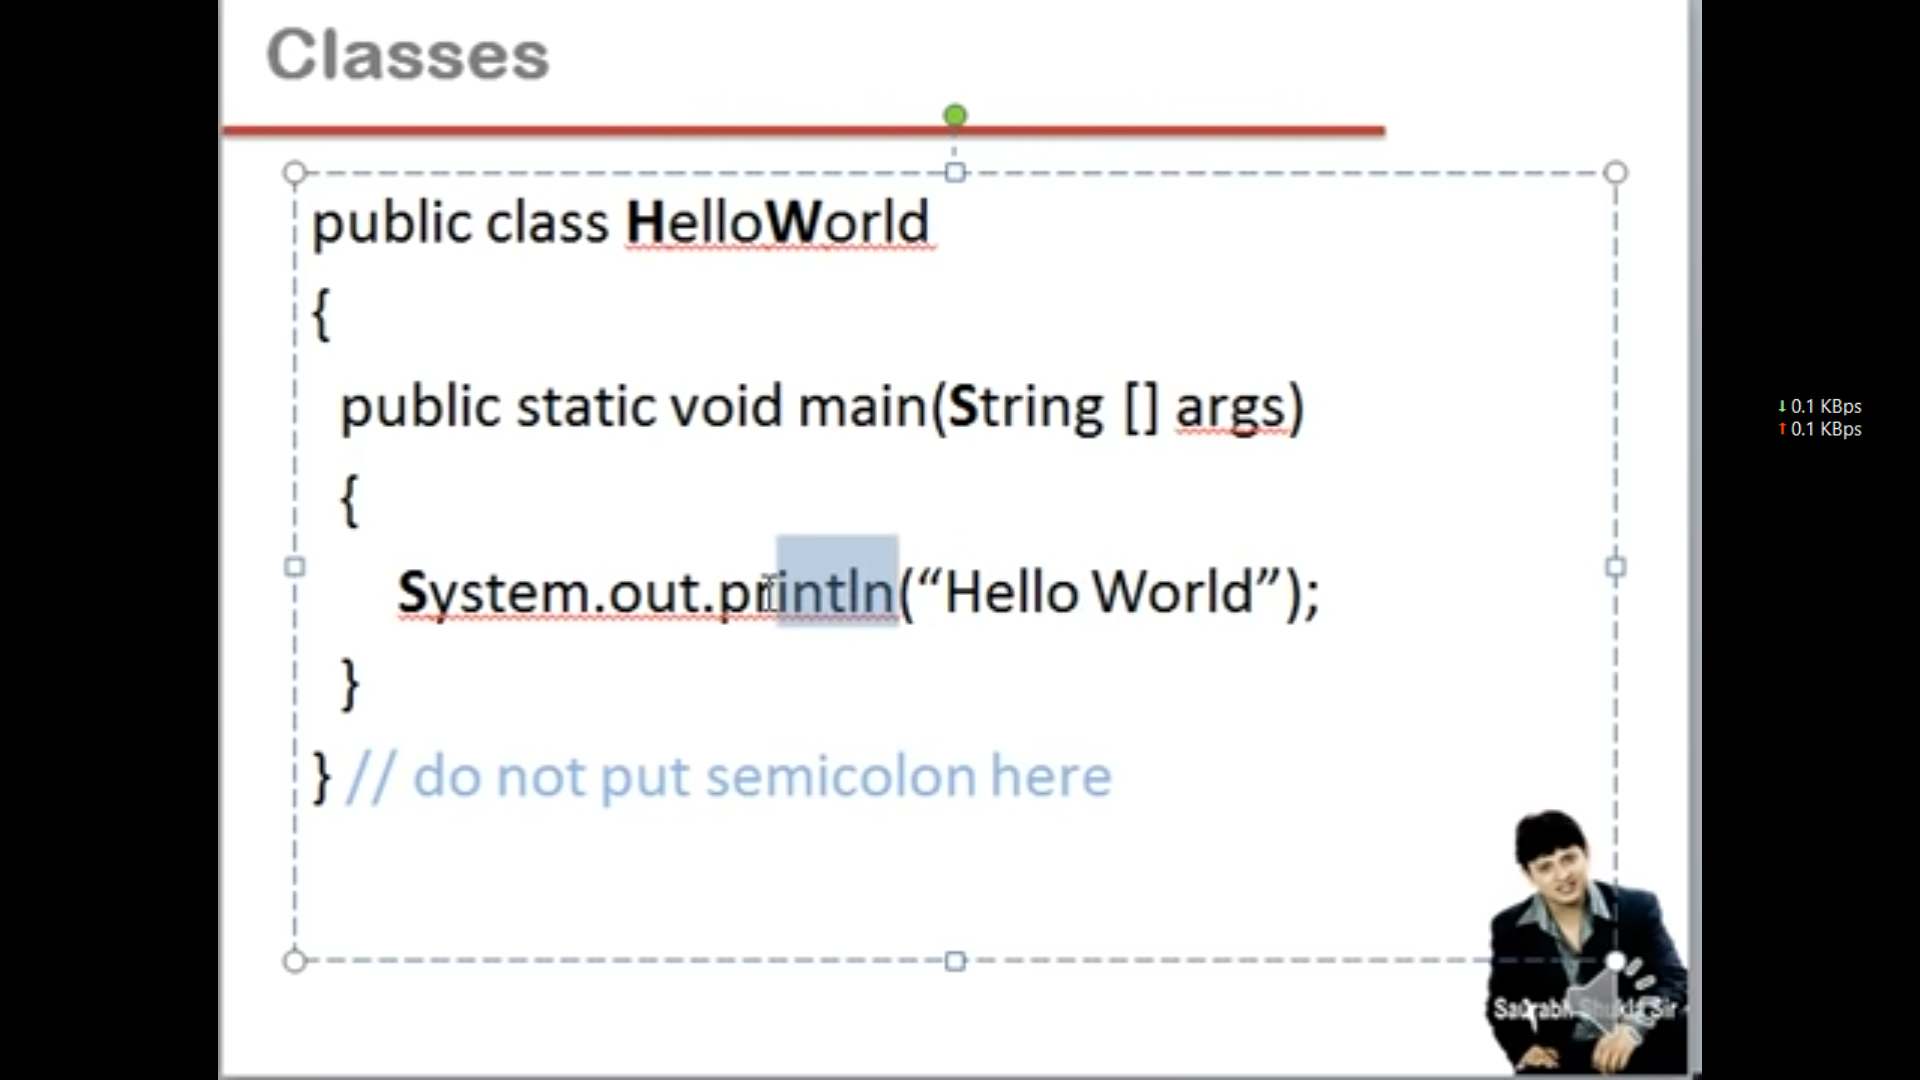 Classes
public class HelloWorld
{
public static void main(String [] args)
{
System.out.println(“Hello World”);
}
} // do not put semicolon here
↓ 0.1 KBps
↑ 0.1 KBps
Saurabh Shukla Sir